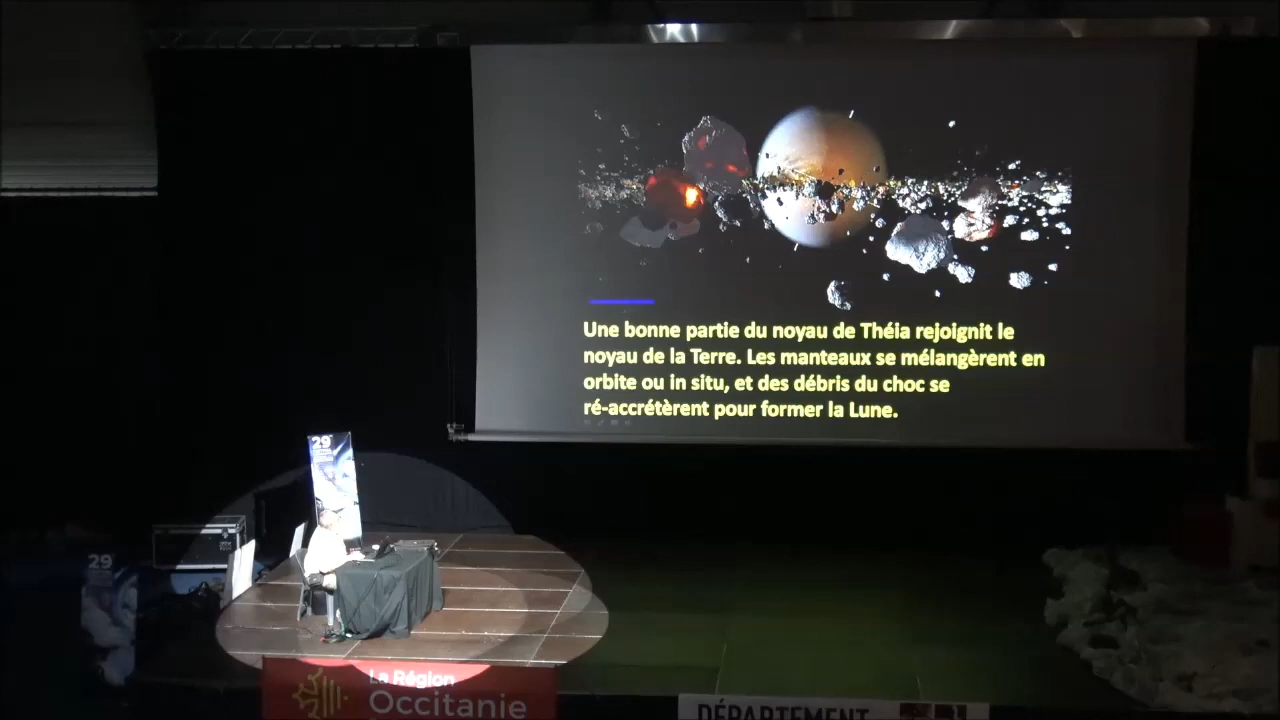 Une bonne partie du noyau de Théia rejoignit le
noyau de la Terre. Les manteaux se mélangèrent en
orbite ou in situ, et des débris du choc se
ré-accrétèrent pour former la Lune.
29
29
La Région
Occitanie
DÉPARTEMENT